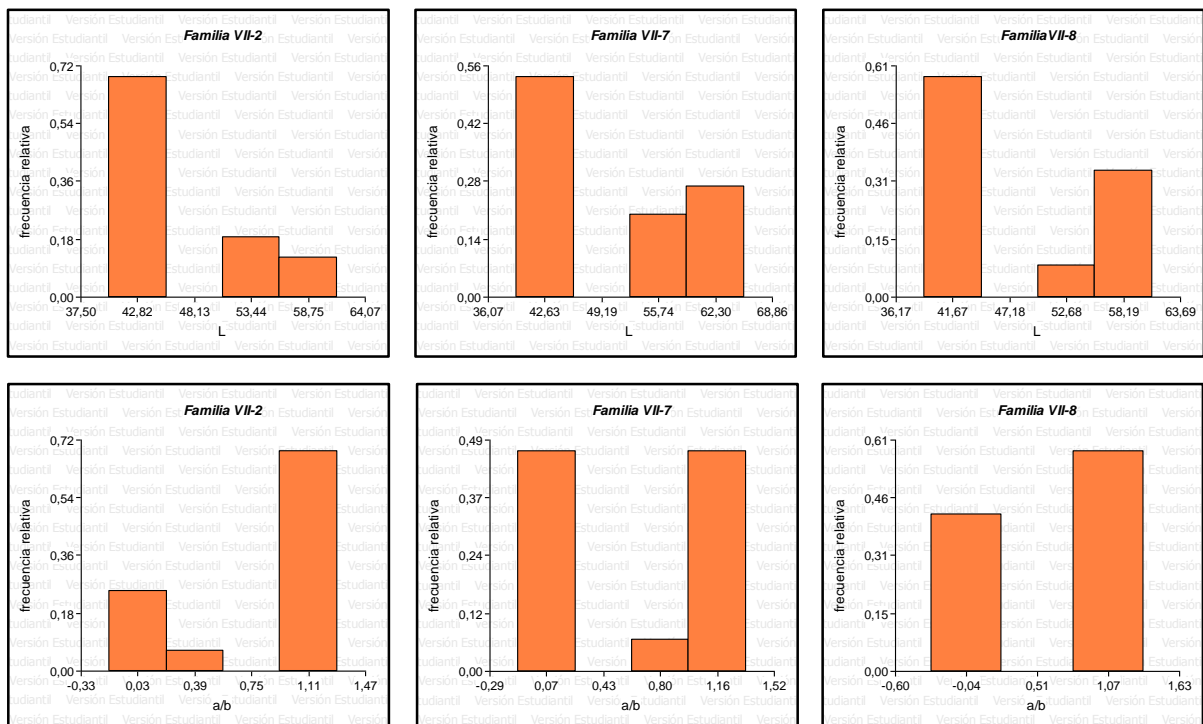 Familia VII-2
frecuencia relativa
0,72
0,54
0,36
0,18
0,00
37,50 42,82 48,13 53,44 58,75 64,07
L
Familia VII-7
frecuencia relativa
0,56
0,42
0,28
0,14
0,00
36,07 42,63 49,19 55,74 62,30 68,86
L
FamiliaVII-8
frecuencia relativa
0,61
0,46
0,31
0,15
0,00
36,17 41,67 47,18 52,68 58,19 63,69
L
Familia VII-2
frecuencia relativa
0,72
0,54
0,36
0,18
0,00
-0,33 0,03 0,39 0,75 1,11 1,47
a/b
Familia VII-7
frecuencia relativa
0,49
0,37
0,24
0,12
0,00
-0,29 0,07 0,43 0,80 1,16 1,52
a/b
Familia VII-8
frecuencia relativa
0,61
0,46
0,31
0,15
0,00
-0,60 -0,04 0,51 1,07 1,63
a/b
Versión Estudiantil